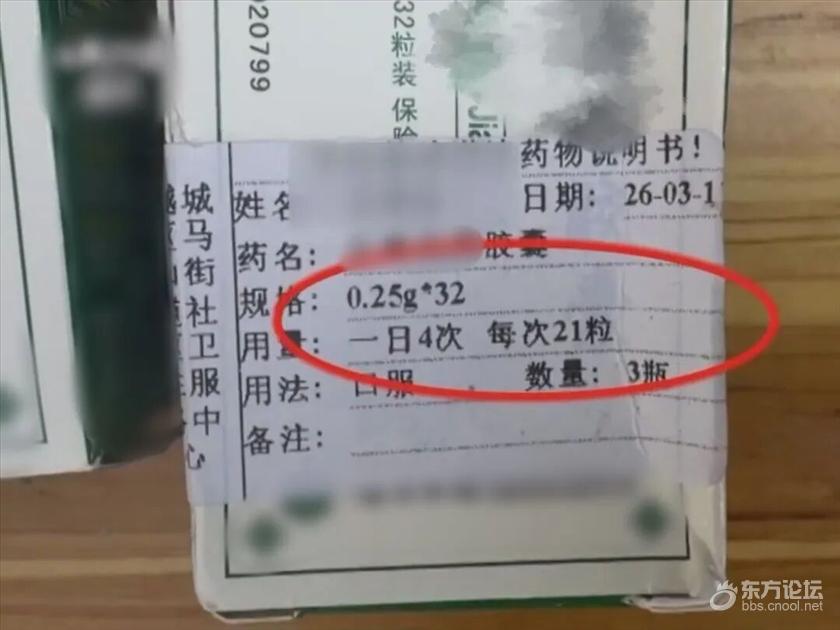 020799
32粒装 保险
Jia
药物说明书！
姓名
日期： 26-03-1
药名： 胶囊
规格： 0.25g*32
用量： 一日4次 每次21粒
用法： 口服 数量： 3瓶
备注：
城马街社卫服中心
东方论坛
bbs.cnool.net